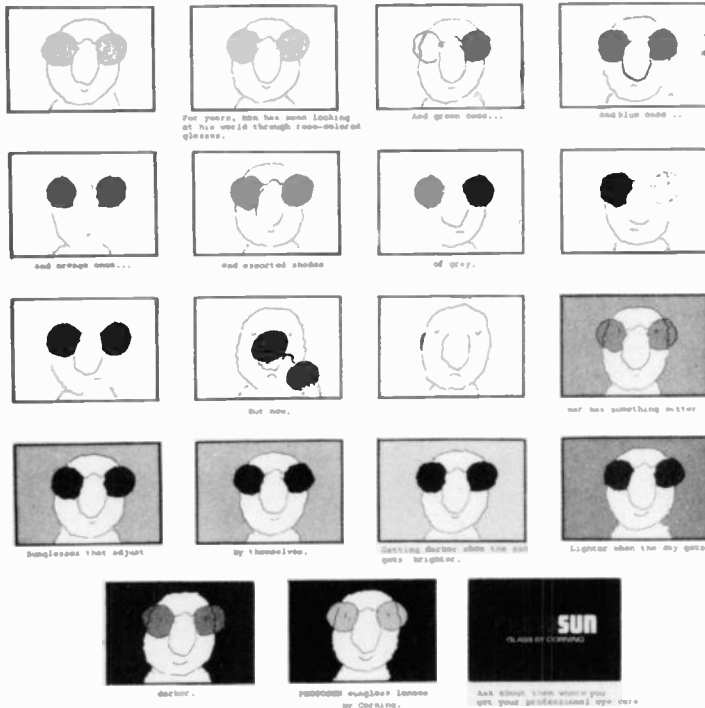 For years, man has been looking
at his world through rose-colored
glasses.
And green ones...
and blue ones ..
and orange ones...
and assorted shades
of grey.
But now,
man has something better
Sunglasses that adjust
By themselves.
Getting darker when the sun
gets brighter.
Lighter when the day gets
darker.
SUN
GLASS BY CORNING
sunglass lenses
by Corning.
Ask about them where you
get your professional eye care